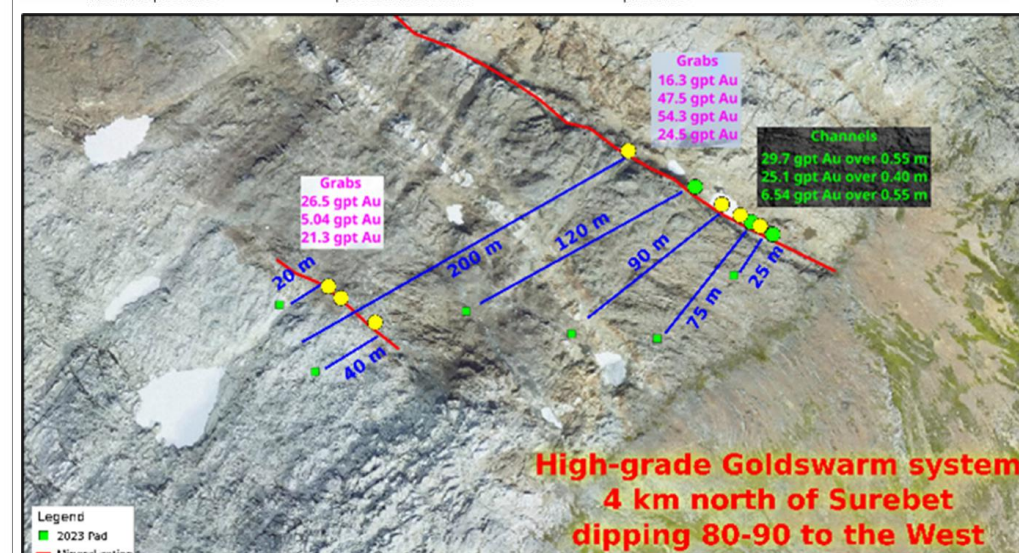 Grabs
16.3 gpt Au
47.5 gpt Au
54.3 gpt Au
24.5 gpt Au
Channels
29.7 gpt Au over 0.55 m
25.1 gpt Au over 0.40 m
6.54 gpt Au over 0.55 m
Grabs
26.5 gpt Au
5.04 gpt Au
21.3 gpt Au
20 m
200 m
120 m
90 m
75 m
25 m
40 m
High-grade Goldswarm system
4 km north of Surebet
dipping 80-90 to the West
Legend
2023 Pad